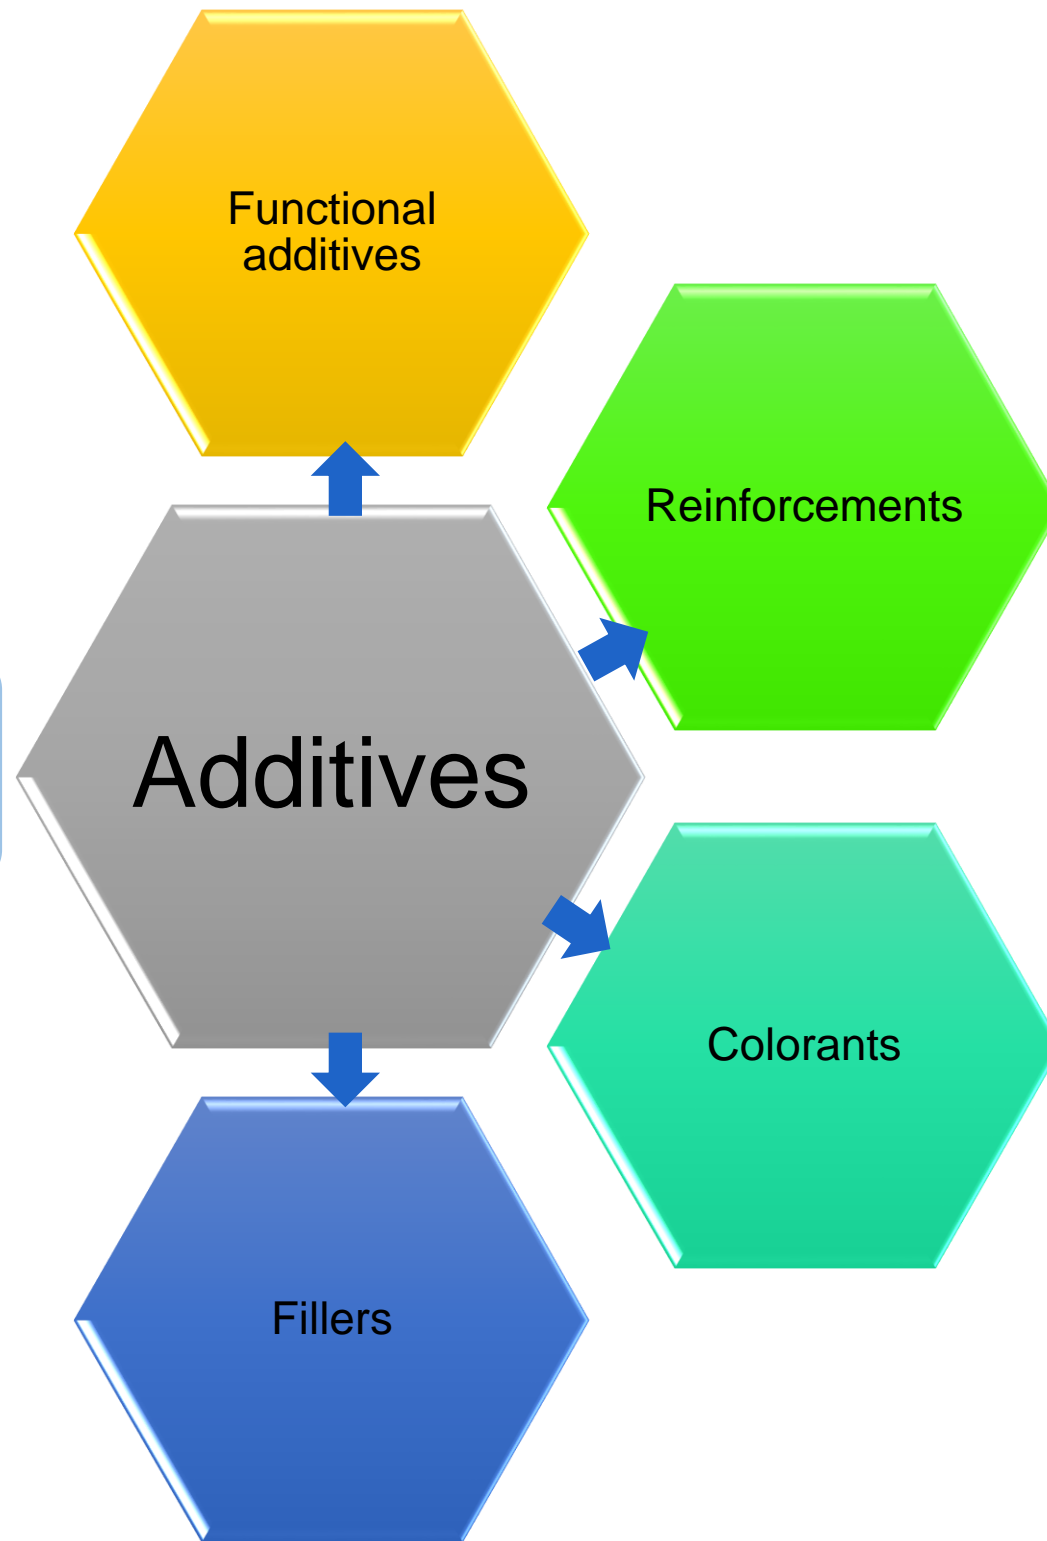 Functional
additives
Reinforcements
Additives
Colorants
Fillers